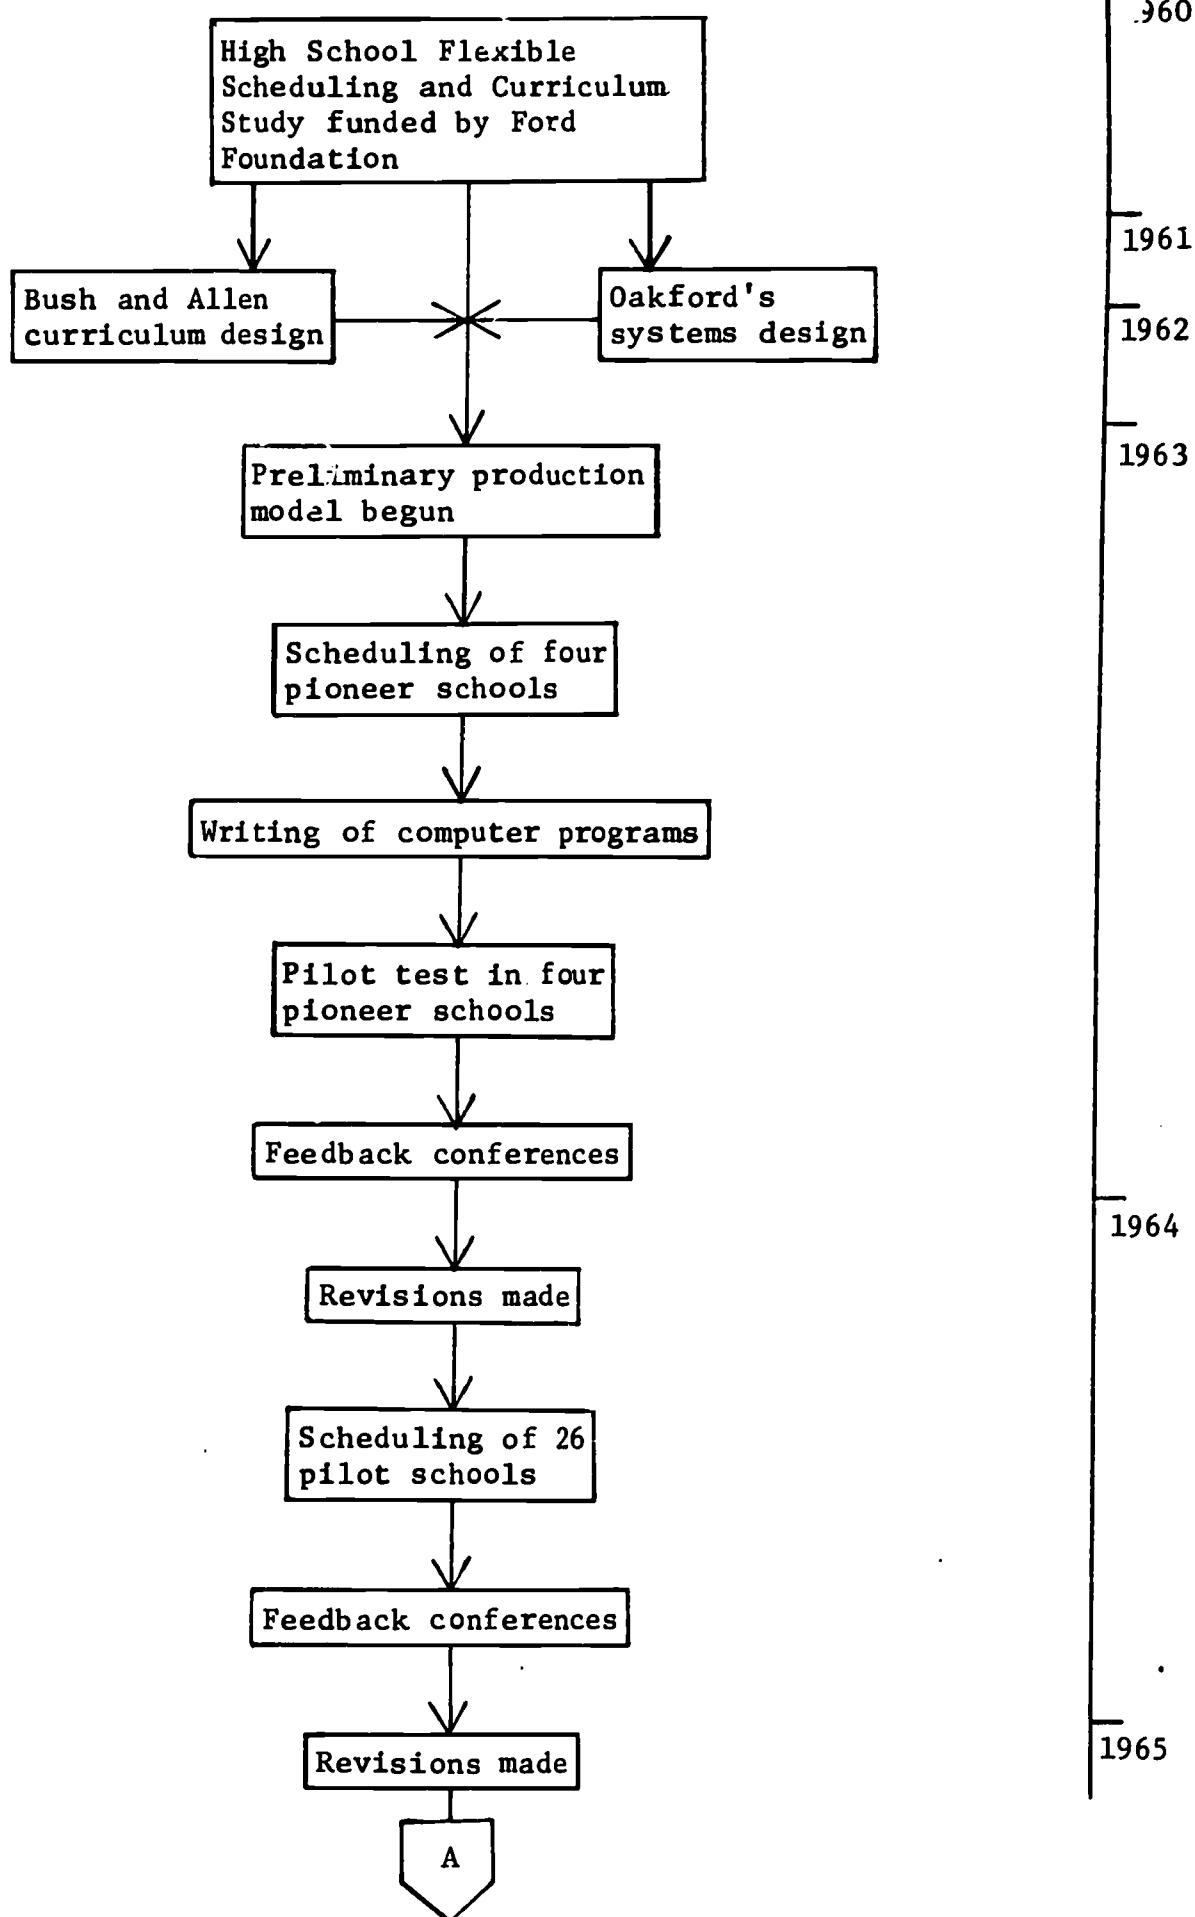 .960
High School Flexible
Scheduling and Curriculum
Study funded by Ford
Foundation
1961
Bush and Allen
curriculum design
Oakford's
systems design
1962
1963
Preliminary production
model begun
Scheduling of four
pioneer schools
Writing of computer programs
Pilot test in four
pioneer schools
Feedback conferences
1964
Revisions made
Scheduling of 26
pilot schools
Feedback conferences
Revisions made
1965
A